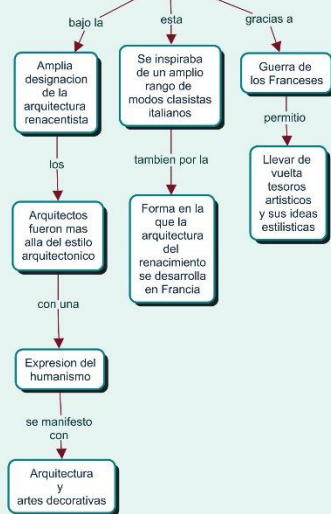 bajo la
esta
gracias a
Amplia
designacion
de la
arquitectura
renacentista
Se inspiraba
de un amplio
rango de
modos clasistas
italianos
Guerra de
los Franceses
los
tambien por la
permitio
Arquitectos
fueron mas
alla del estilo
arquitectonico
Forma en la
que la
arquitectura
del
renacimiento
se desarrolla
en Francia
Llevar de
vuelta
tesoros
artisticos
y sus ideas
estilisticas
con una
Expresion del
humanismo
se manifesto
con
Arquitectura
y
artes decorativas